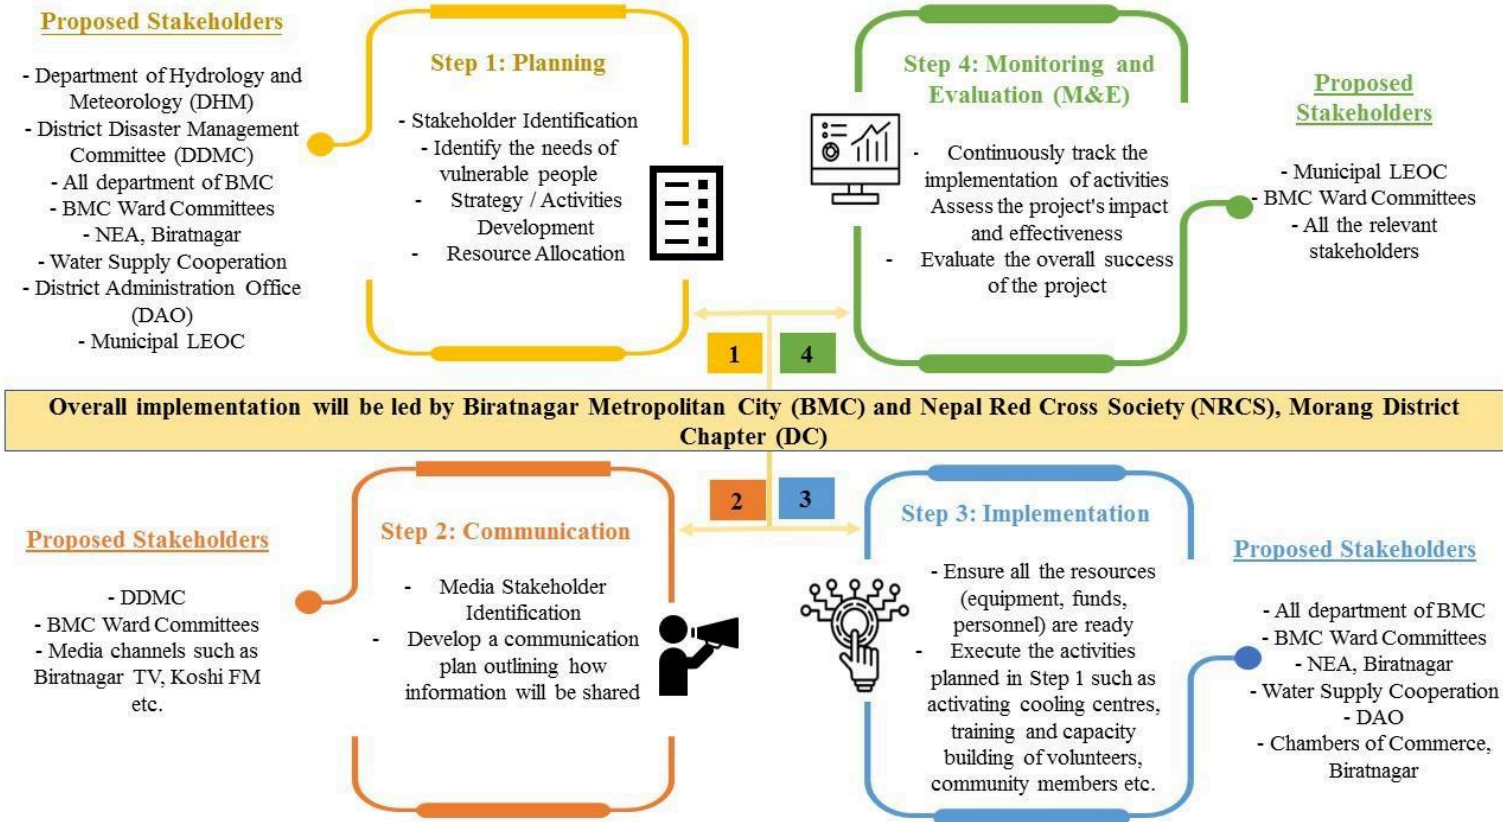 Proposed Stakeholders
- Department of Hydrology and
Meteorology (DHM)
- District Disaster Management
Committee (DDMC)
- All department of BMC
- BMC Ward Committees
- NEA, Biratnagar
- Water Supply Cooperation
- District Administration Office
(DAO)
- Municipal LEOC
Step 1: Planning
- Stakeholder Identification
- Identify the needs of
vulnerable people
- Strategy / Activities
Development
- Resource Allocation
Step 4: Monitoring and
Evaluation (M&E)
- Continuously track the
implementation of activities
Assess the project's impact
and effectiveness
- Evaluate the overall success
of the project
Proposed
Stakeholders
- Municipal LEOC
- BMC Ward Committees
- All the relevant
stakeholders
1
4
Overall implementation will be led by Biratnagar Metropolitan City (BMC) and Nepal Red Cross Society (NRCS), Morang District
Chapter (DC)
2
3
Proposed Stakeholders
- DDMC
- BMC Ward Committees
- Media channels such as
Biratnagar TV, Koshi FM
etc.
Step 2: Communication
- Media Stakeholder
Identification
- Develop a communication
plan outlining how
information will be shared
Step 3: Implementation
- Ensure all the resources
(equipment, funds,
personnel) are ready
- Execute the activities
planned in Step 1 such as
activating cooling centres,
training and capacity
building of volunteers,
community members etc.
Proposed Stakeholders
- All department of BMC
- BMC Ward Committees
- NEA, Biratnagar
- Water Supply Cooperation
- DAO
- Chambers of Commerce,
Biratnagar